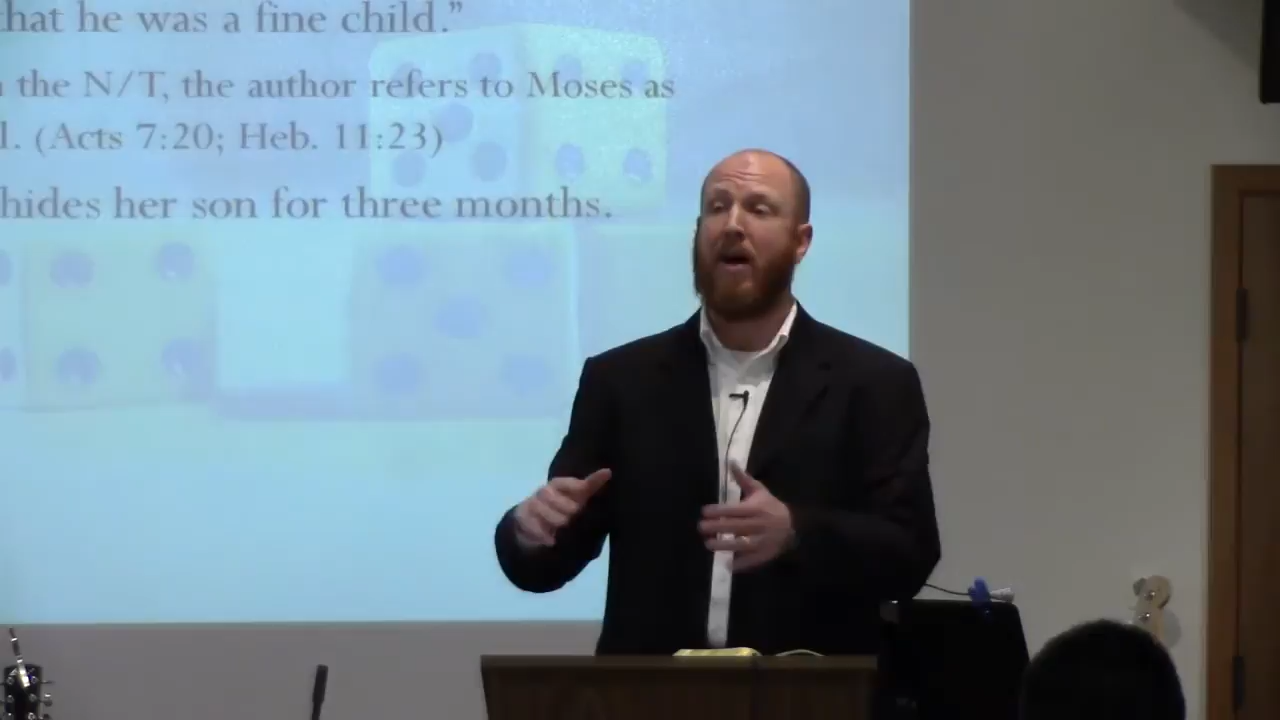 hat he was a fine child.”
the N/T, the author refers to Moses as
l. (Acts 7:20; Heb. 11:23)
hides her son for three months.